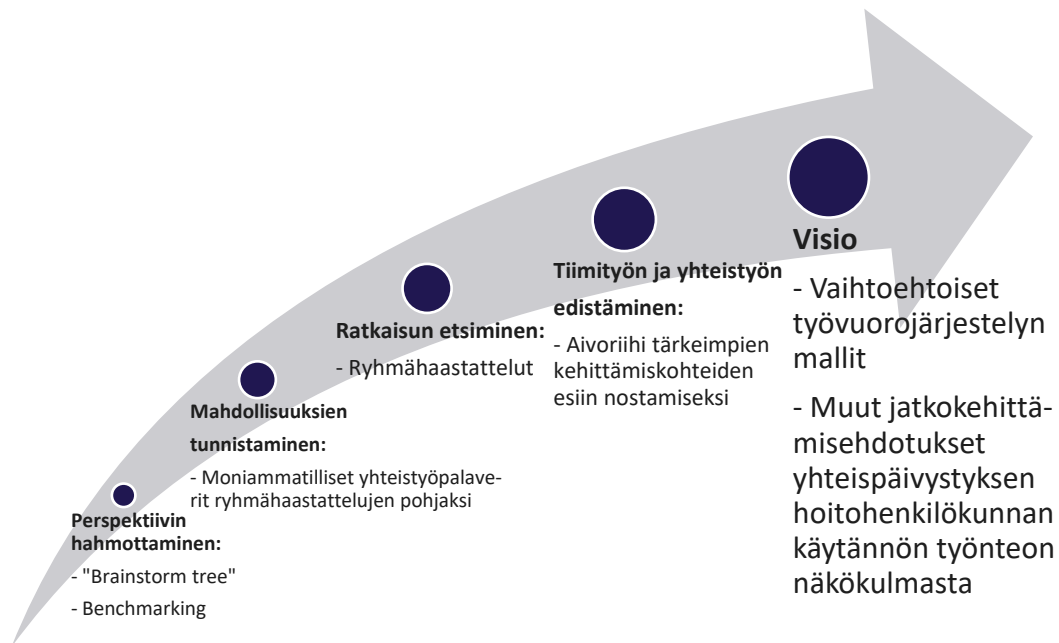 Perspektiivin
hahmottaminen:
- "Brainstorm tree"
- Benchmarking
Mahdollisuuksien
tunnistaminen:
- Moniammatilliset yhteistyöpalave-
rit ryhmähaastattelujen pohjaksi
Ratkaisun etsiminen:
- Ryhmähaastattelut
Tiimityön ja yhteistyön
edistäminen:
- Aivoriihi tärkeimpien
kehittämiskohteiden
esiin nostamiseksi
Visio
- Vaihtoehtoiset
työvuorojärjestelyn
mallit
- Muut jatkokehittä-
misehdotukset
yhteispäivystyksen
hoitohenkilökunnan
käytännön työnteon
näkökulmasta